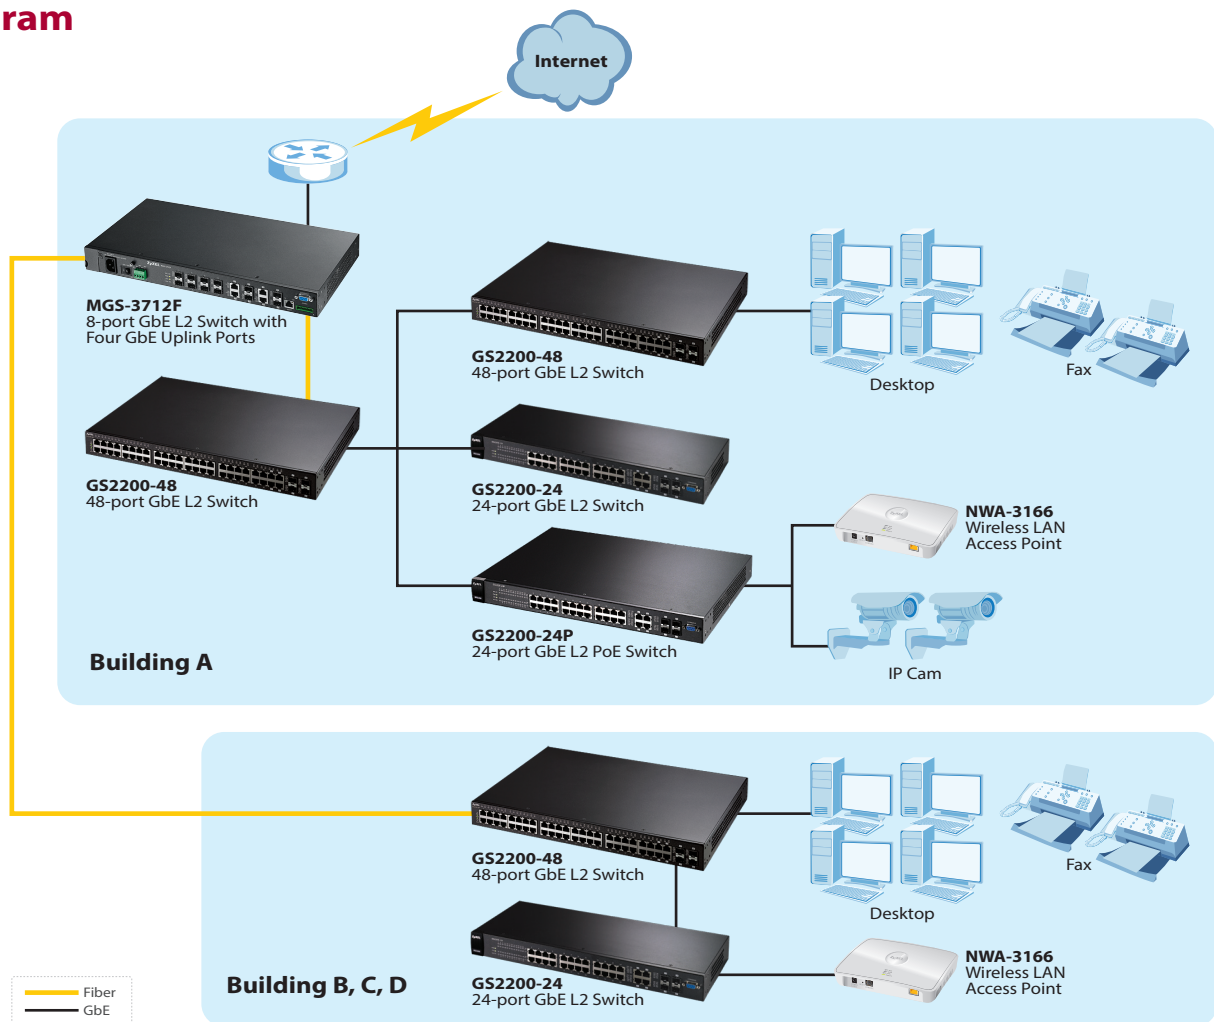 ram
Internet
MGS-3712F
8-port GbE L2 Switch with
Four GbE Uplink Ports
GS2200-48
48-port GbE L2 Switch
Desktop
Fax
GS2200-48
48-port GbE L2 Switch
GS2200-24
24-port GbE L2 Switch
NWA-3166
Wireless LAN
Access Point
GS2200-24P
24-port GbE L2 PoE Switch
IP Cam
Building A
GS2200-48
48-port GbE L2 Switch
Desktop
Fax
GS2200-24
24-port GbE L2 Switch
NWA-3166
Wireless LAN
Access Point
Building B, C, D
Fiber
GbE